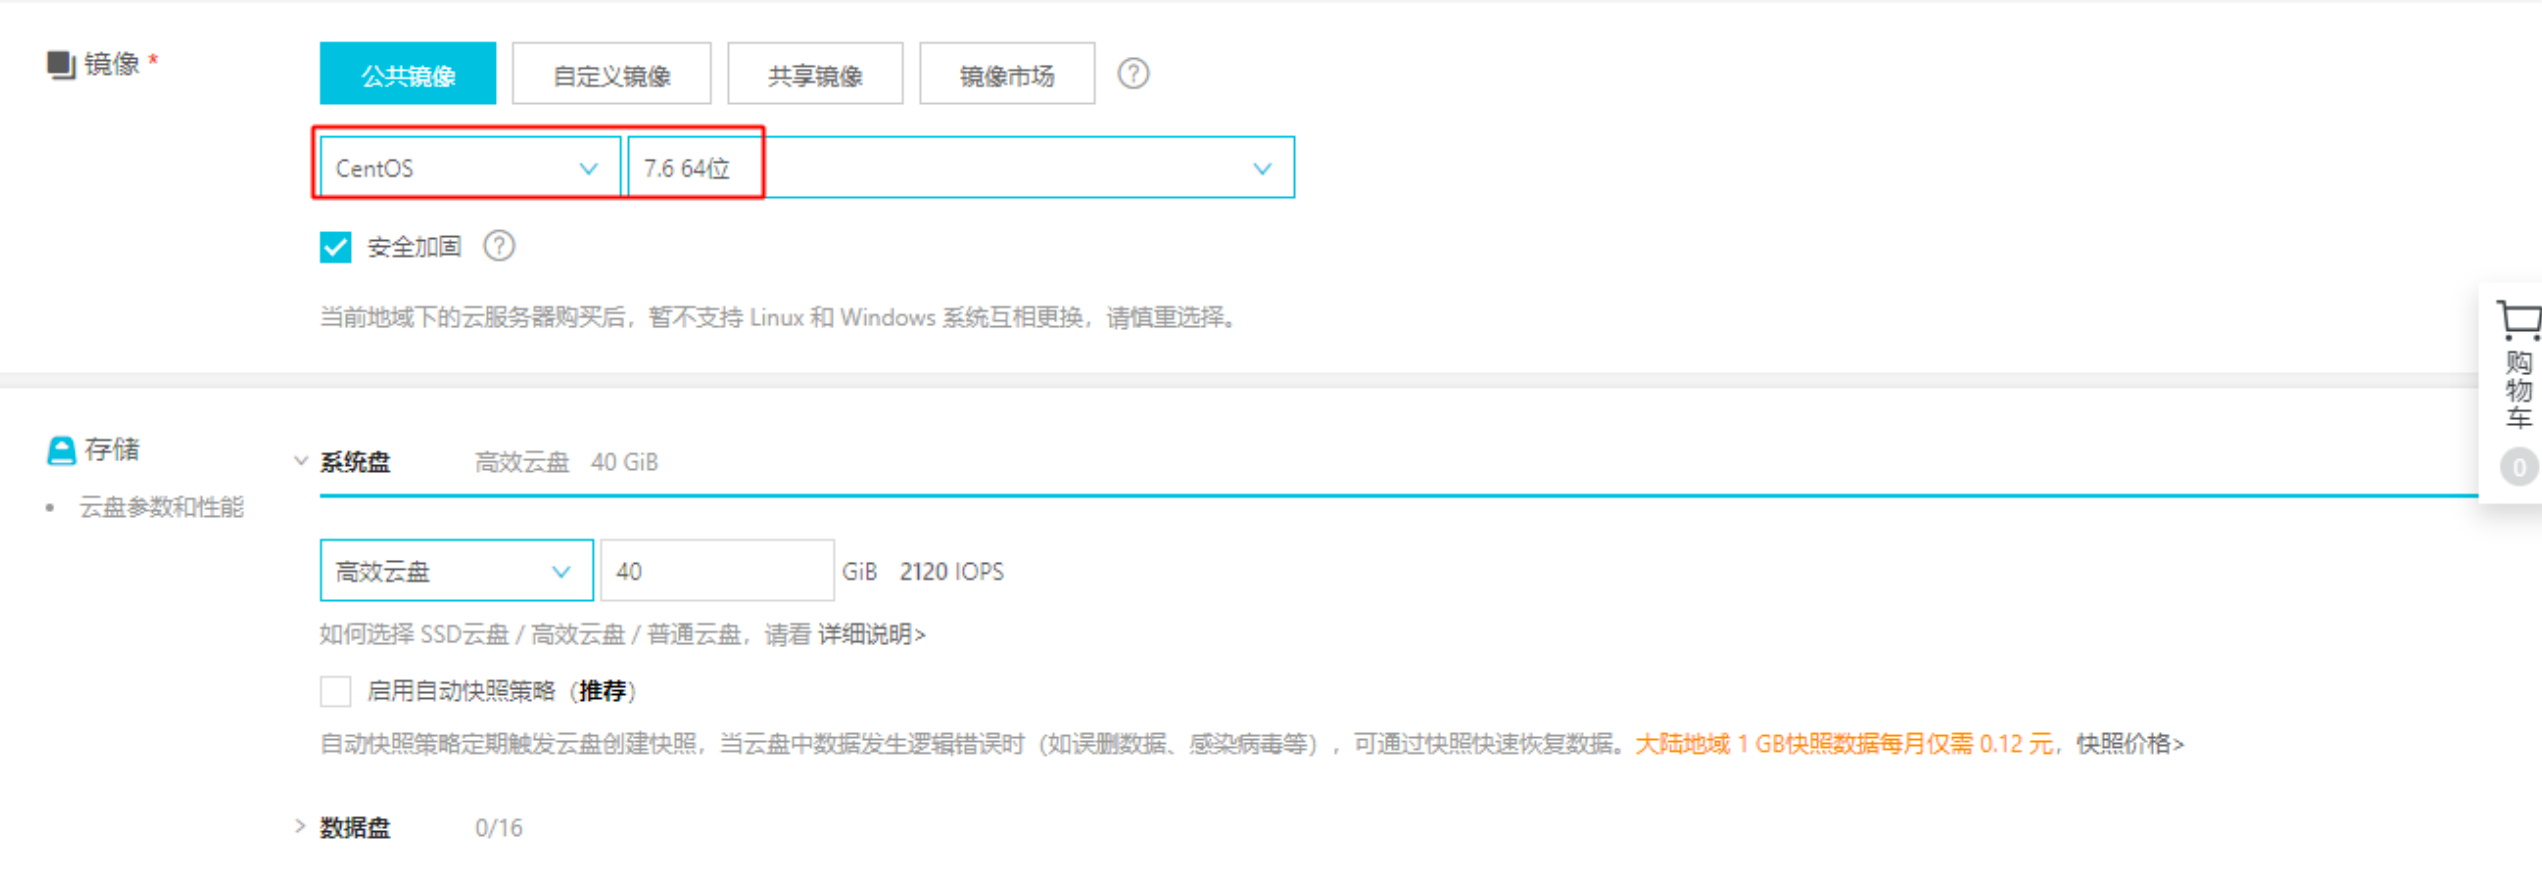 镜像 *
公共镜像 自定义镜像 共享镜像 镜像市场 ?
CentOS 7.6 64位
安全加固 ?
当前地域下的云服务器购买后，暂不支持 Linux 和 Windows 系统互相更换，请慎重选择。
购物车
0
存储
• 云盘参数和性能
系统盘 高效云盘 40 GiB
高效云盘 40 GiB 2120 IOPS
如何选择 SSD云盘 / 高效云盘 / 普通云盘，请看 详细说明>
启用自动快照策略（推荐）
自动快照策略定期触发云盘创建快照，当云盘中数据发生逻辑错误时（如误删数据、感染病毒等），可通过快照快速恢复数据。大陆地域 1 GB快照数据每月仅需 0.12 元，快照价格>
> 数据盘 0/16